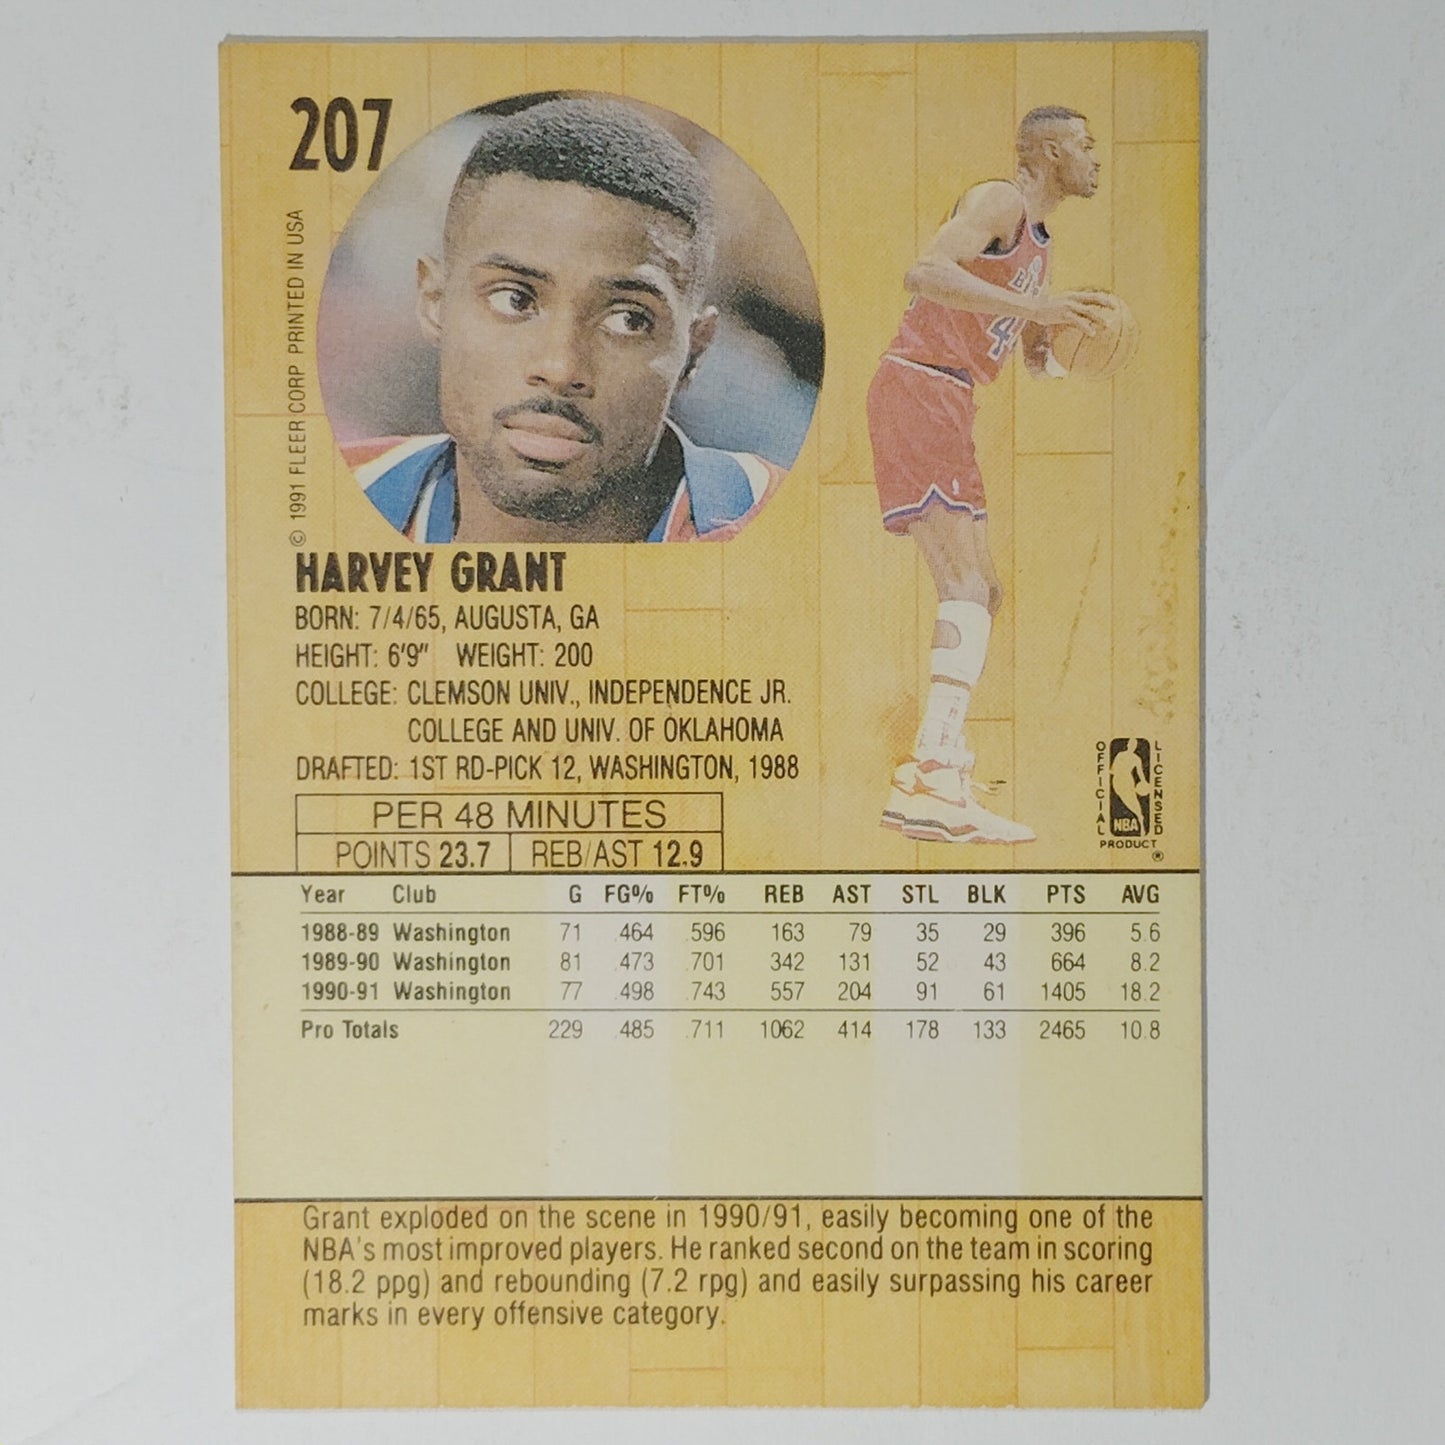 207
© 1991 FLEER CORP PRINTED IN USA
HARVEY GRANT
BORN: 7/4/65, AUGUSTA, GA
HEIGHT: 6'9" WEIGHT: 200
COLLEGE: CLEMSON UNIV., INDEPENDENCE JR.
COLLEGE AND UNIV. OF OKLAHOMA
DRAFTED: 1ST RD-PICK 12, WASHINGTON, 1988
OFFICIAL LICENSED
NBA
PRODUCT ®
PER 48 MINUTES
POINTS 23.7 REB/AST 12.9
Year Club G FG% FT% REB AST STL BLK PTS AVG
1988-89 Washington 71 .464 .596 163 79 35 29 396 5.6
1989-90 Washington 81 .473 .701 342 131 52 43 664 8.2
1990-91 Washington 77 .498 .743 557 204 91 61 1405 18.2
Pro Totals 229 .485 .711 1062 414 178 133 2465 10.8
Grant exploded on the scene in 1990/91, easily becoming one of the
NBA's most improved players. He ranked second on the team in scoring
(18.2 ppg) and rebounding (7.2 rpg) and easily surpassing his career
marks in every offensive category.